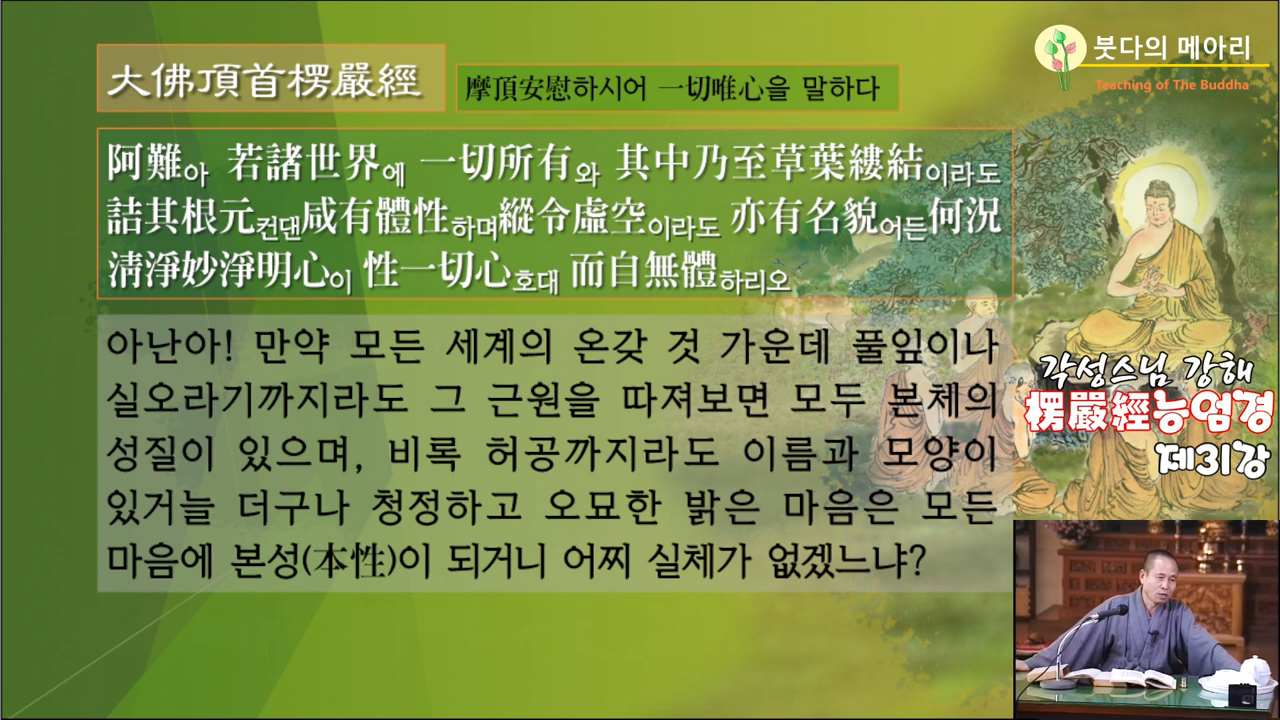 大佛頂首楞嚴經
摩頂安慰하시어 一切唯心을 말하다
붓다의 메아리
Teaching of The Buddha
阿難아 若諸世界에 一切所有와 其中乃至草葉縷結이라도
詰其根元컨댄咸有體性하며縱令虛空이라도 亦有名貌어든何況
淸淨妙淨明心이 性一切心호대 而自無體하리오
아난아! 만약 모든 세계의 온갖 것 가운데 풀잎이나
실오라기까지라도 그 근원을 따져보면 모두 본체의
성질이 있으며, 비록 허공까지라도 이름과 모양이
있거늘 더구나 청정하고 오묘한 밝은 마음은 모든
마음에 본성(本性)이 되거니 어찌 실체가 없겠느냐?
각성스님 강해
楞嚴經능엄경
제31강